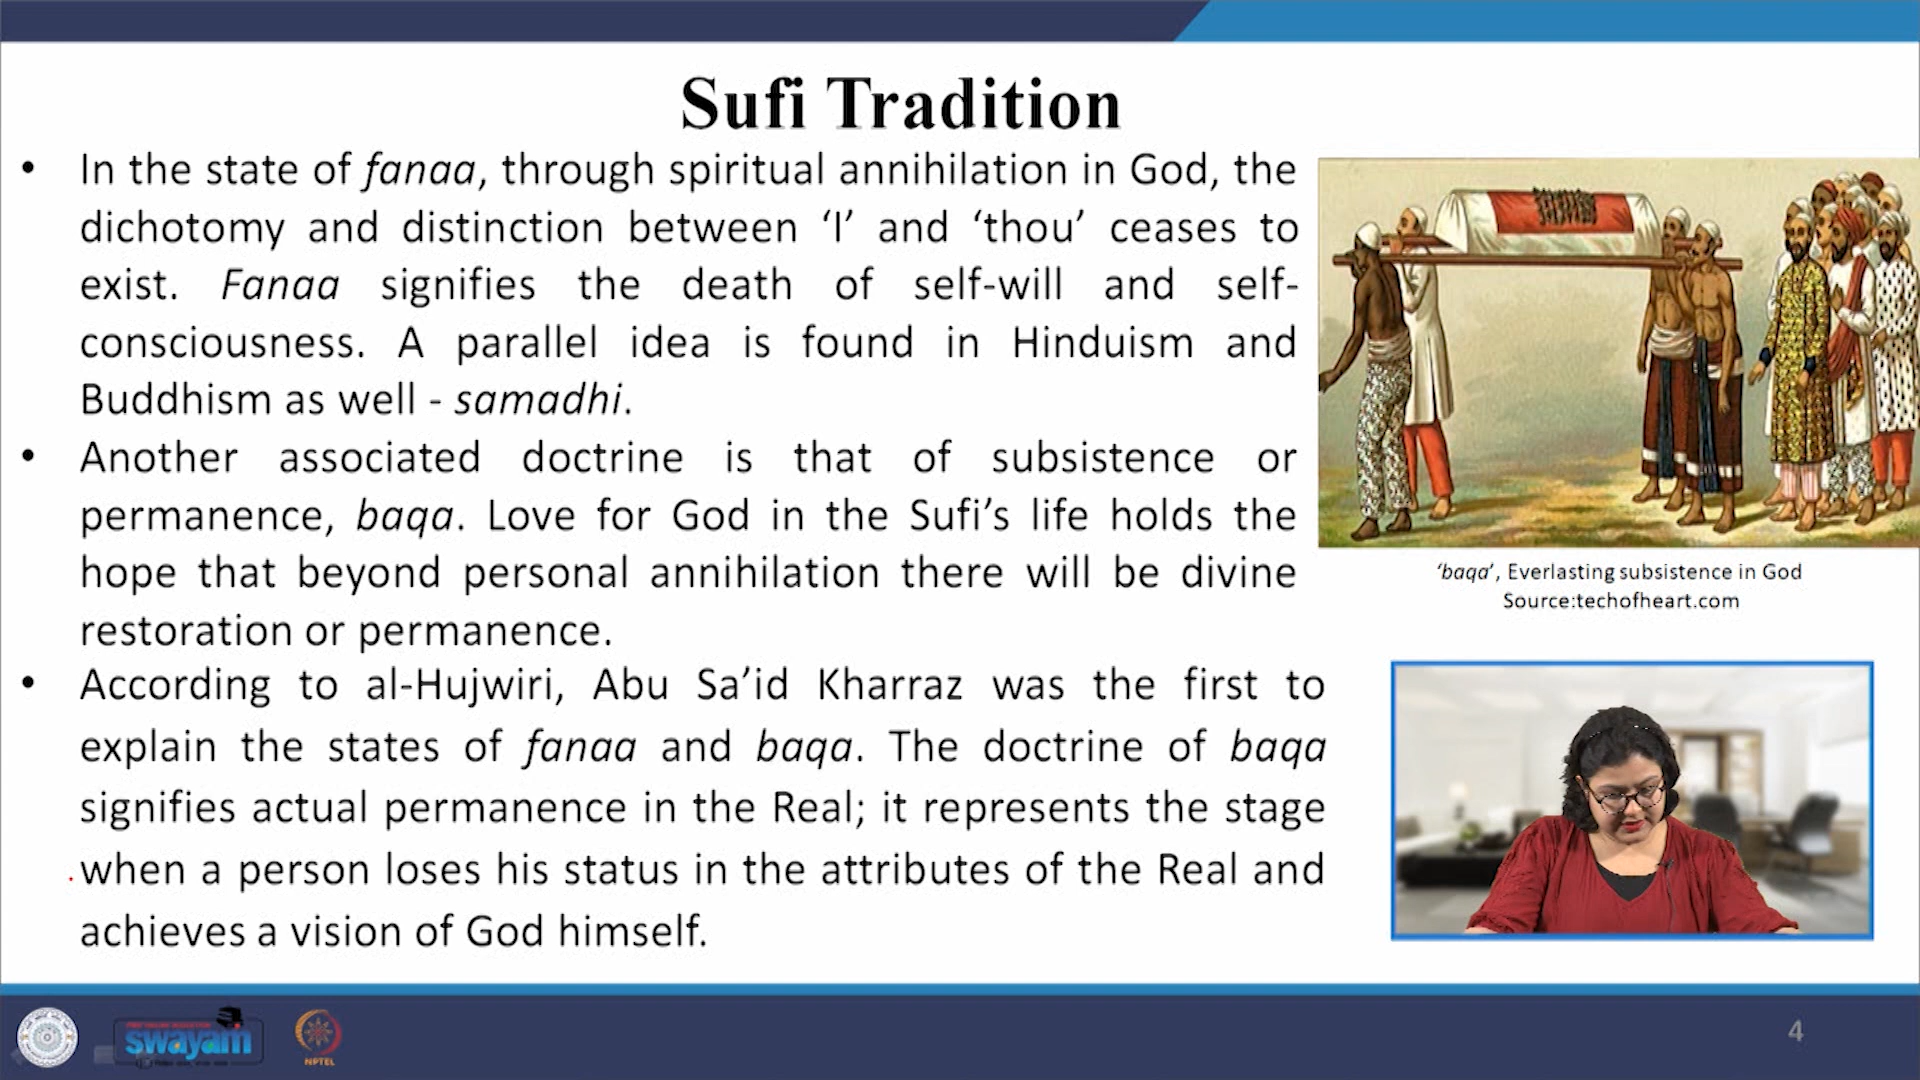 Sufi Tradition
• In the state of fanaa, through spiritual annihilation in God, the
dichotomy and distinction between ‘I’ and ‘thou’ ceases to
exist. Fanaa signifies the death of self-will and self-
consciousness. A parallel idea is found in Hinduism and
Buddhism as well - samadhi.
• Another associated doctrine is that of subsistence or
permanence, baqa. Love for God in the Sufi’s life holds the
hope that beyond personal annihilation there will be divine
restoration or permanence.
• According to al-Hujwiri, Abu Sa’id Kharraz was the first to
explain the states of fanaa and baqa. The doctrine of baqa
signifies actual permanence in the Real; it represents the stage
when a person loses his status in the attributes of the Real and
achieves a vision of God himself.
‘baqa’, Everlasting subsistence in God
Source:techofheart.com
swayam
NPTEL
4